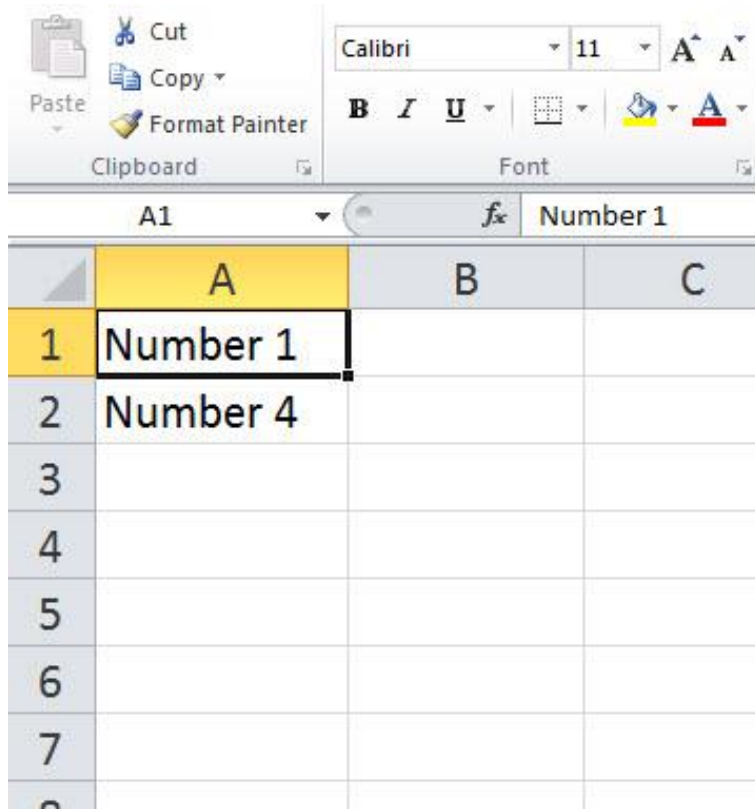 Cut
Calibri 11 A A
Copy
Paste
Format Painter
B I U A
Clipboard Font
A1 fx Number 1
A B C
1 Number 1
2 Number 4
3
4
5
6
7